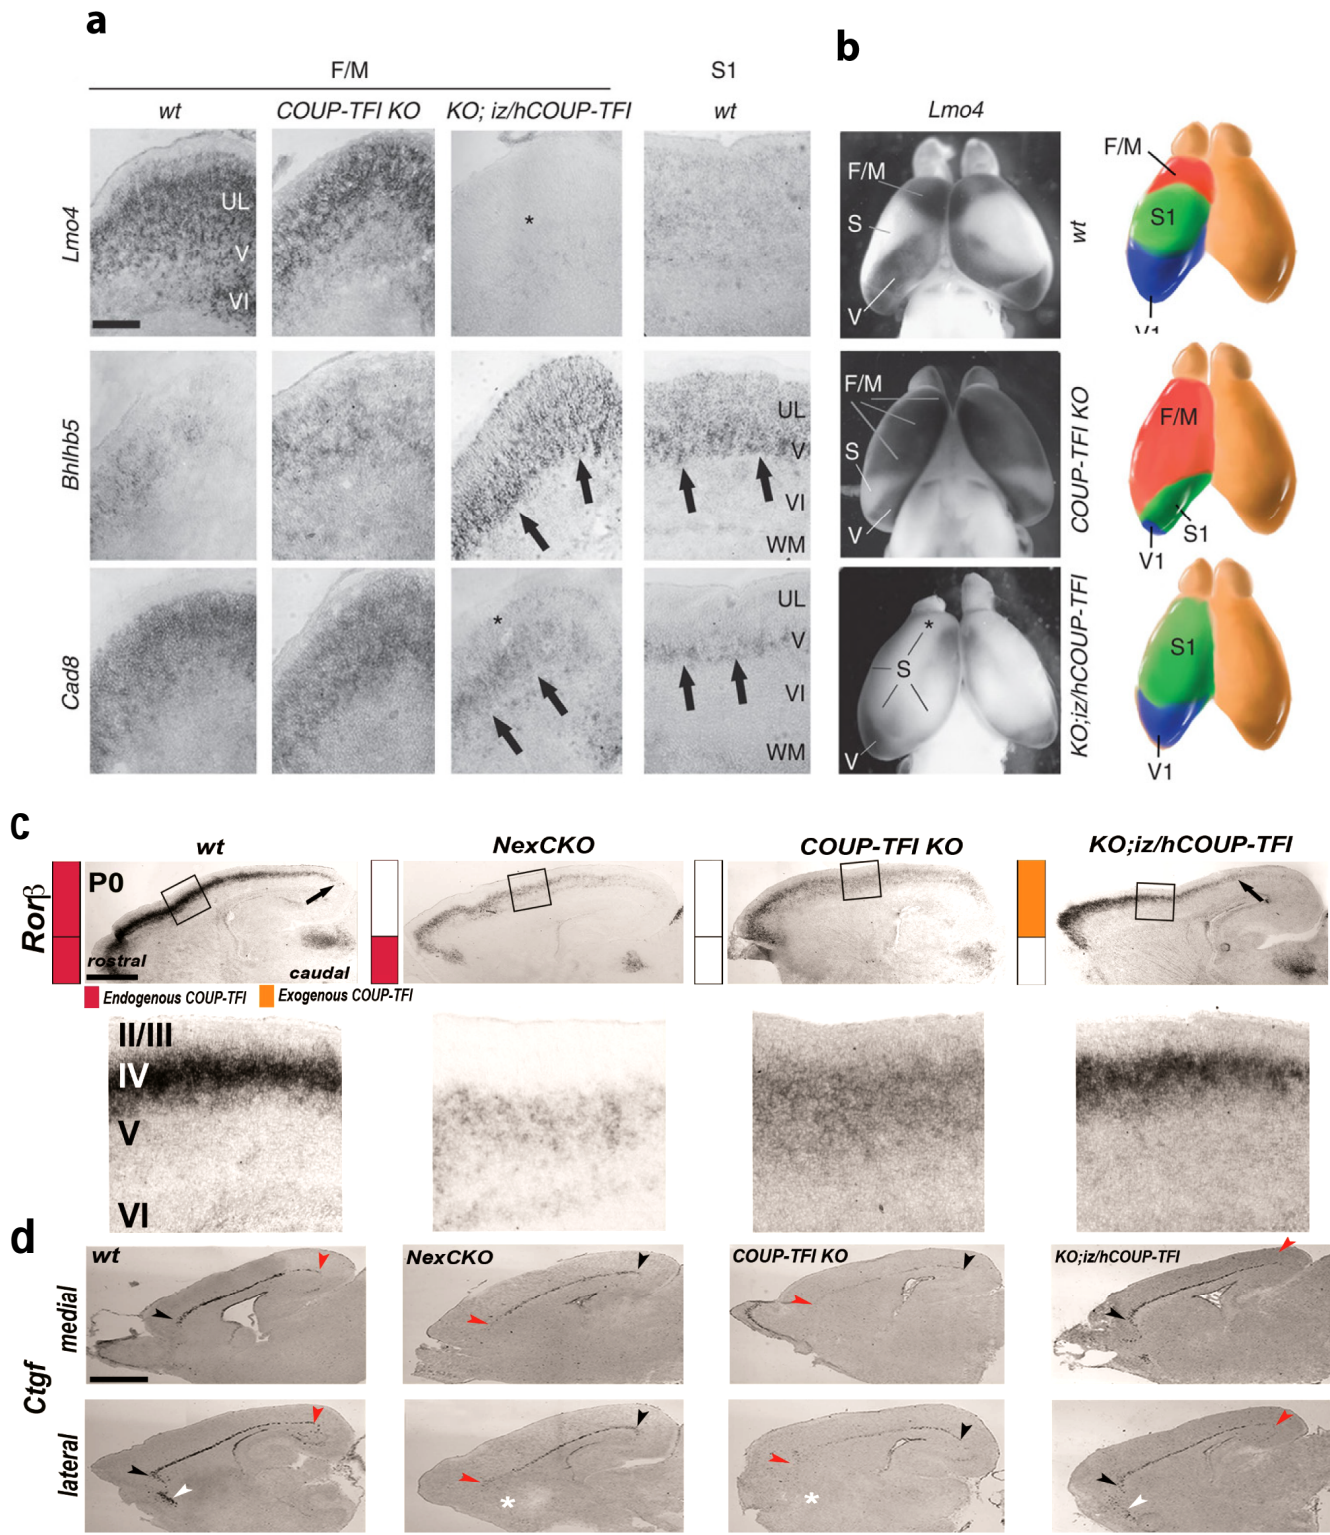 a
F/M
S1
wt
COUP-TFI KO
KO; iz/hCOUP-TFI
wt
Lmo4
UL
V
VI
*
Bhlhb5
UL
V
VI
WM
Cad8
*
UL
V
VI
WM
b
Lmo4
F/M
S
V
wt
F/M
S1
V1
F/M
S
V
COUP-TFI KO
F/M
S1
V1
*
S
V
KO;iz/hCOUP-TFI
S1
V1
c
wt
NexCKO
COUP-TFI KO
KO;iz/hCOUP-TFI
Rorβ
P0
rostral
caudal
Endogenous COUP-TFI
Exogenous COUP-TFI
II/III
IV
V
VI
d
Ctgf
medial
wt
NexCKO
COUP-TFI KO
KO;iz/hCOUP-TFI
lateral
*
*